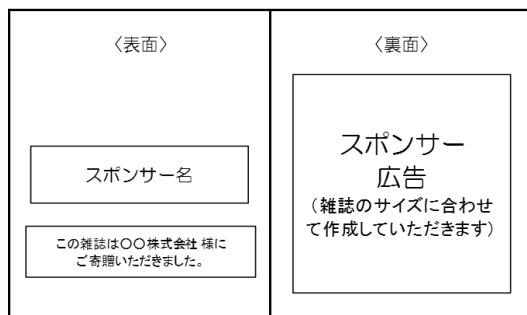 〈表面〉
スポンサー名
この雑誌は〇〇株式会社 様に
ご寄贈いただきました。
〈裏面〉
スポンサー
広告
（雑誌のサイズに合わせ
て作成していただきます）